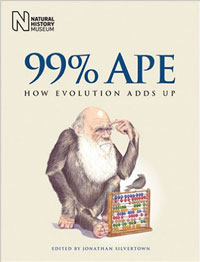 NATURAL
HISTORY
MUSEUM
99% APE
HOW EVOLUTION ADDS UP
EDITED BY JONATHAN SILVERTOWN